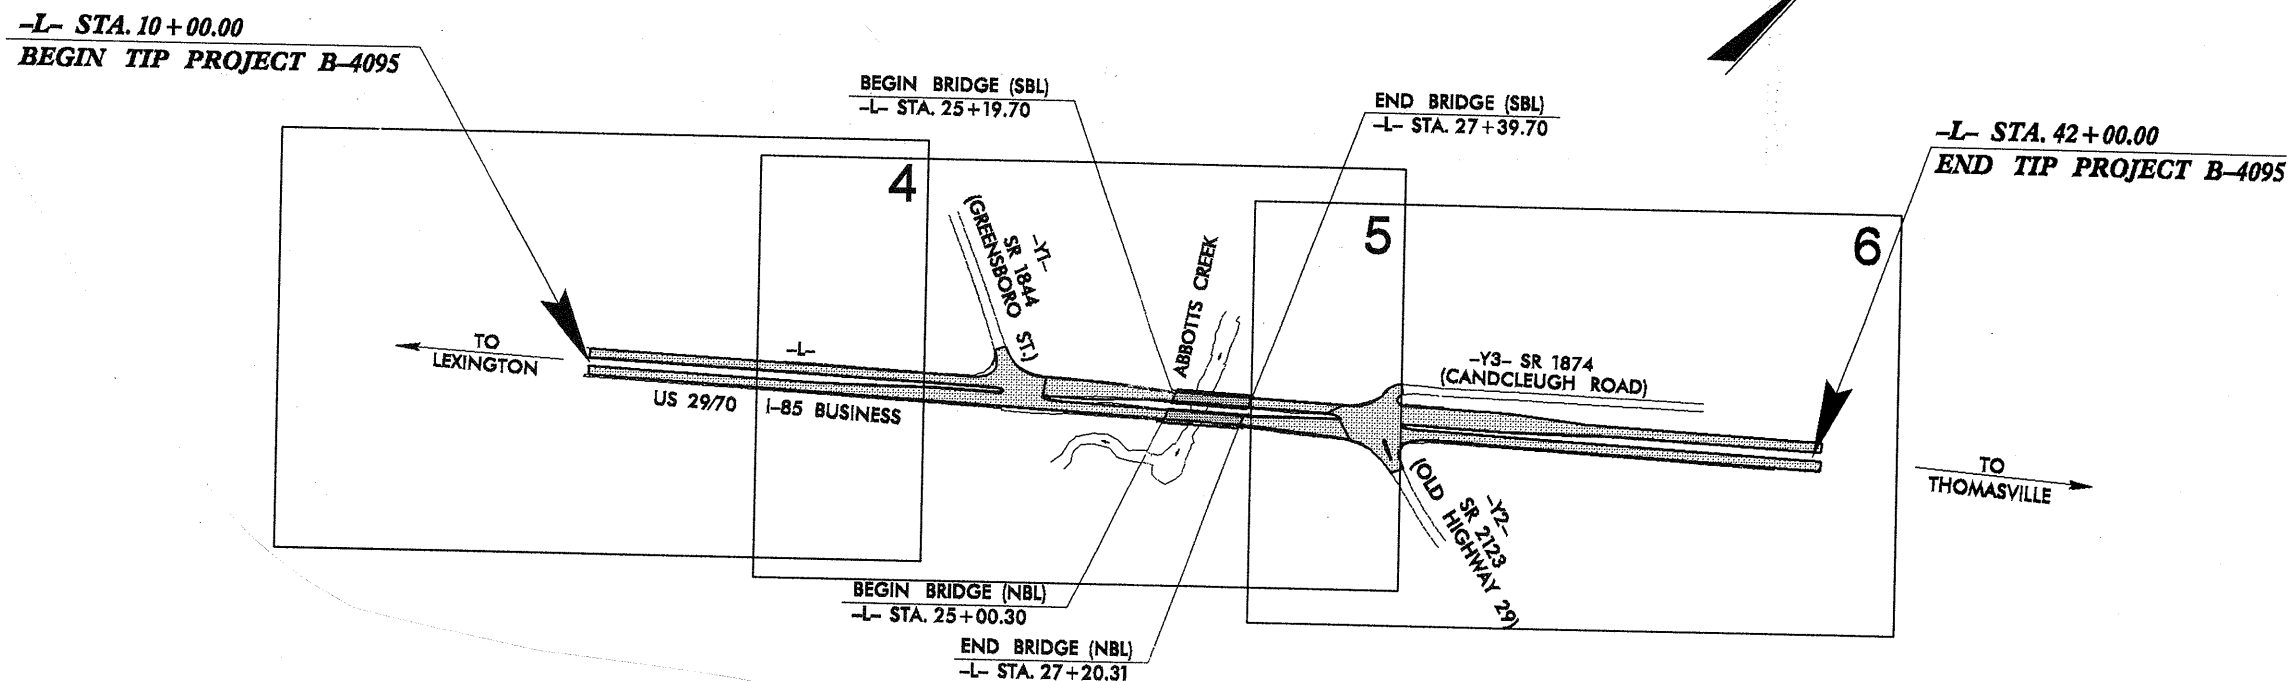 -L- STA. 10+00.00
BEGIN TIP PROJECT B-4095
BEGIN BRIDGE (SBL)
-L- STA. 25+19.70
END BRIDGE (SBL)
-L- STA. 27+39.70
-L- STA. 42+00.00
END TIP PROJECT B-4095
4
5
6
-Y1-
SR 1844
(GREENSBORO ST.)
ABBOTTS CREEK
TO
LEXINGTON
-L-
US 29/70
I-85 BUSINESS
-Y3- SR 1874
(CANDCLEUGH ROAD)
-Y2-
SR 2123
(OLD HIGHWAY 29)
TO
THOMASVILLE
BEGIN BRIDGE (NBL)
-L- STA. 25+00.30
END BRIDGE (NBL)
-L- STA. 27+20.31